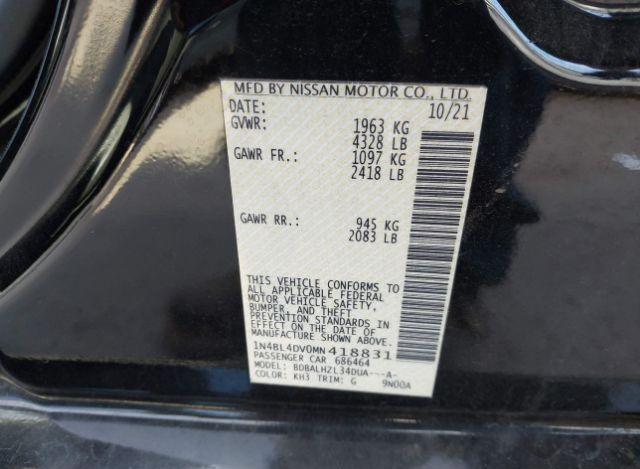 MFD BY NISSAN MOTOR CO., LTD.
DATE: 10/21
GVWR: 1963 KG
4328 LB
GAWR FR.: 1097 KG
2418 LB
GAWR RR.: 945 KG
2083 LB
THIS VEHICLE CONFORMS TO
ALL APPLICABLE FEDERAL
MOTOR VEHICLE SAFETY,
BUMPER, AND THEFT
PREVENTION STANDARDS IN
EFFECT ON THE DATE OF
MANUFACTURE SHOWN ABOVE.
1N4BL4DV0MN418831
PASSENGER CAR 686464
MODEL: BDBALHZL34DUA---A-
COLOR: KH3 TRIM: G 9N00A